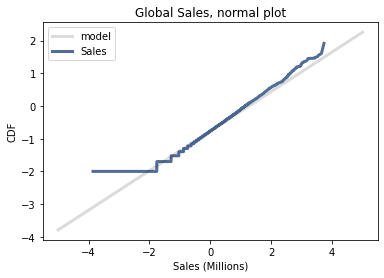 Global Sales, normal plot
model
Sales
2
1
0
−1
−2
−3
−4
CDF
−4
−2
0
2
4
Sales (Millions)